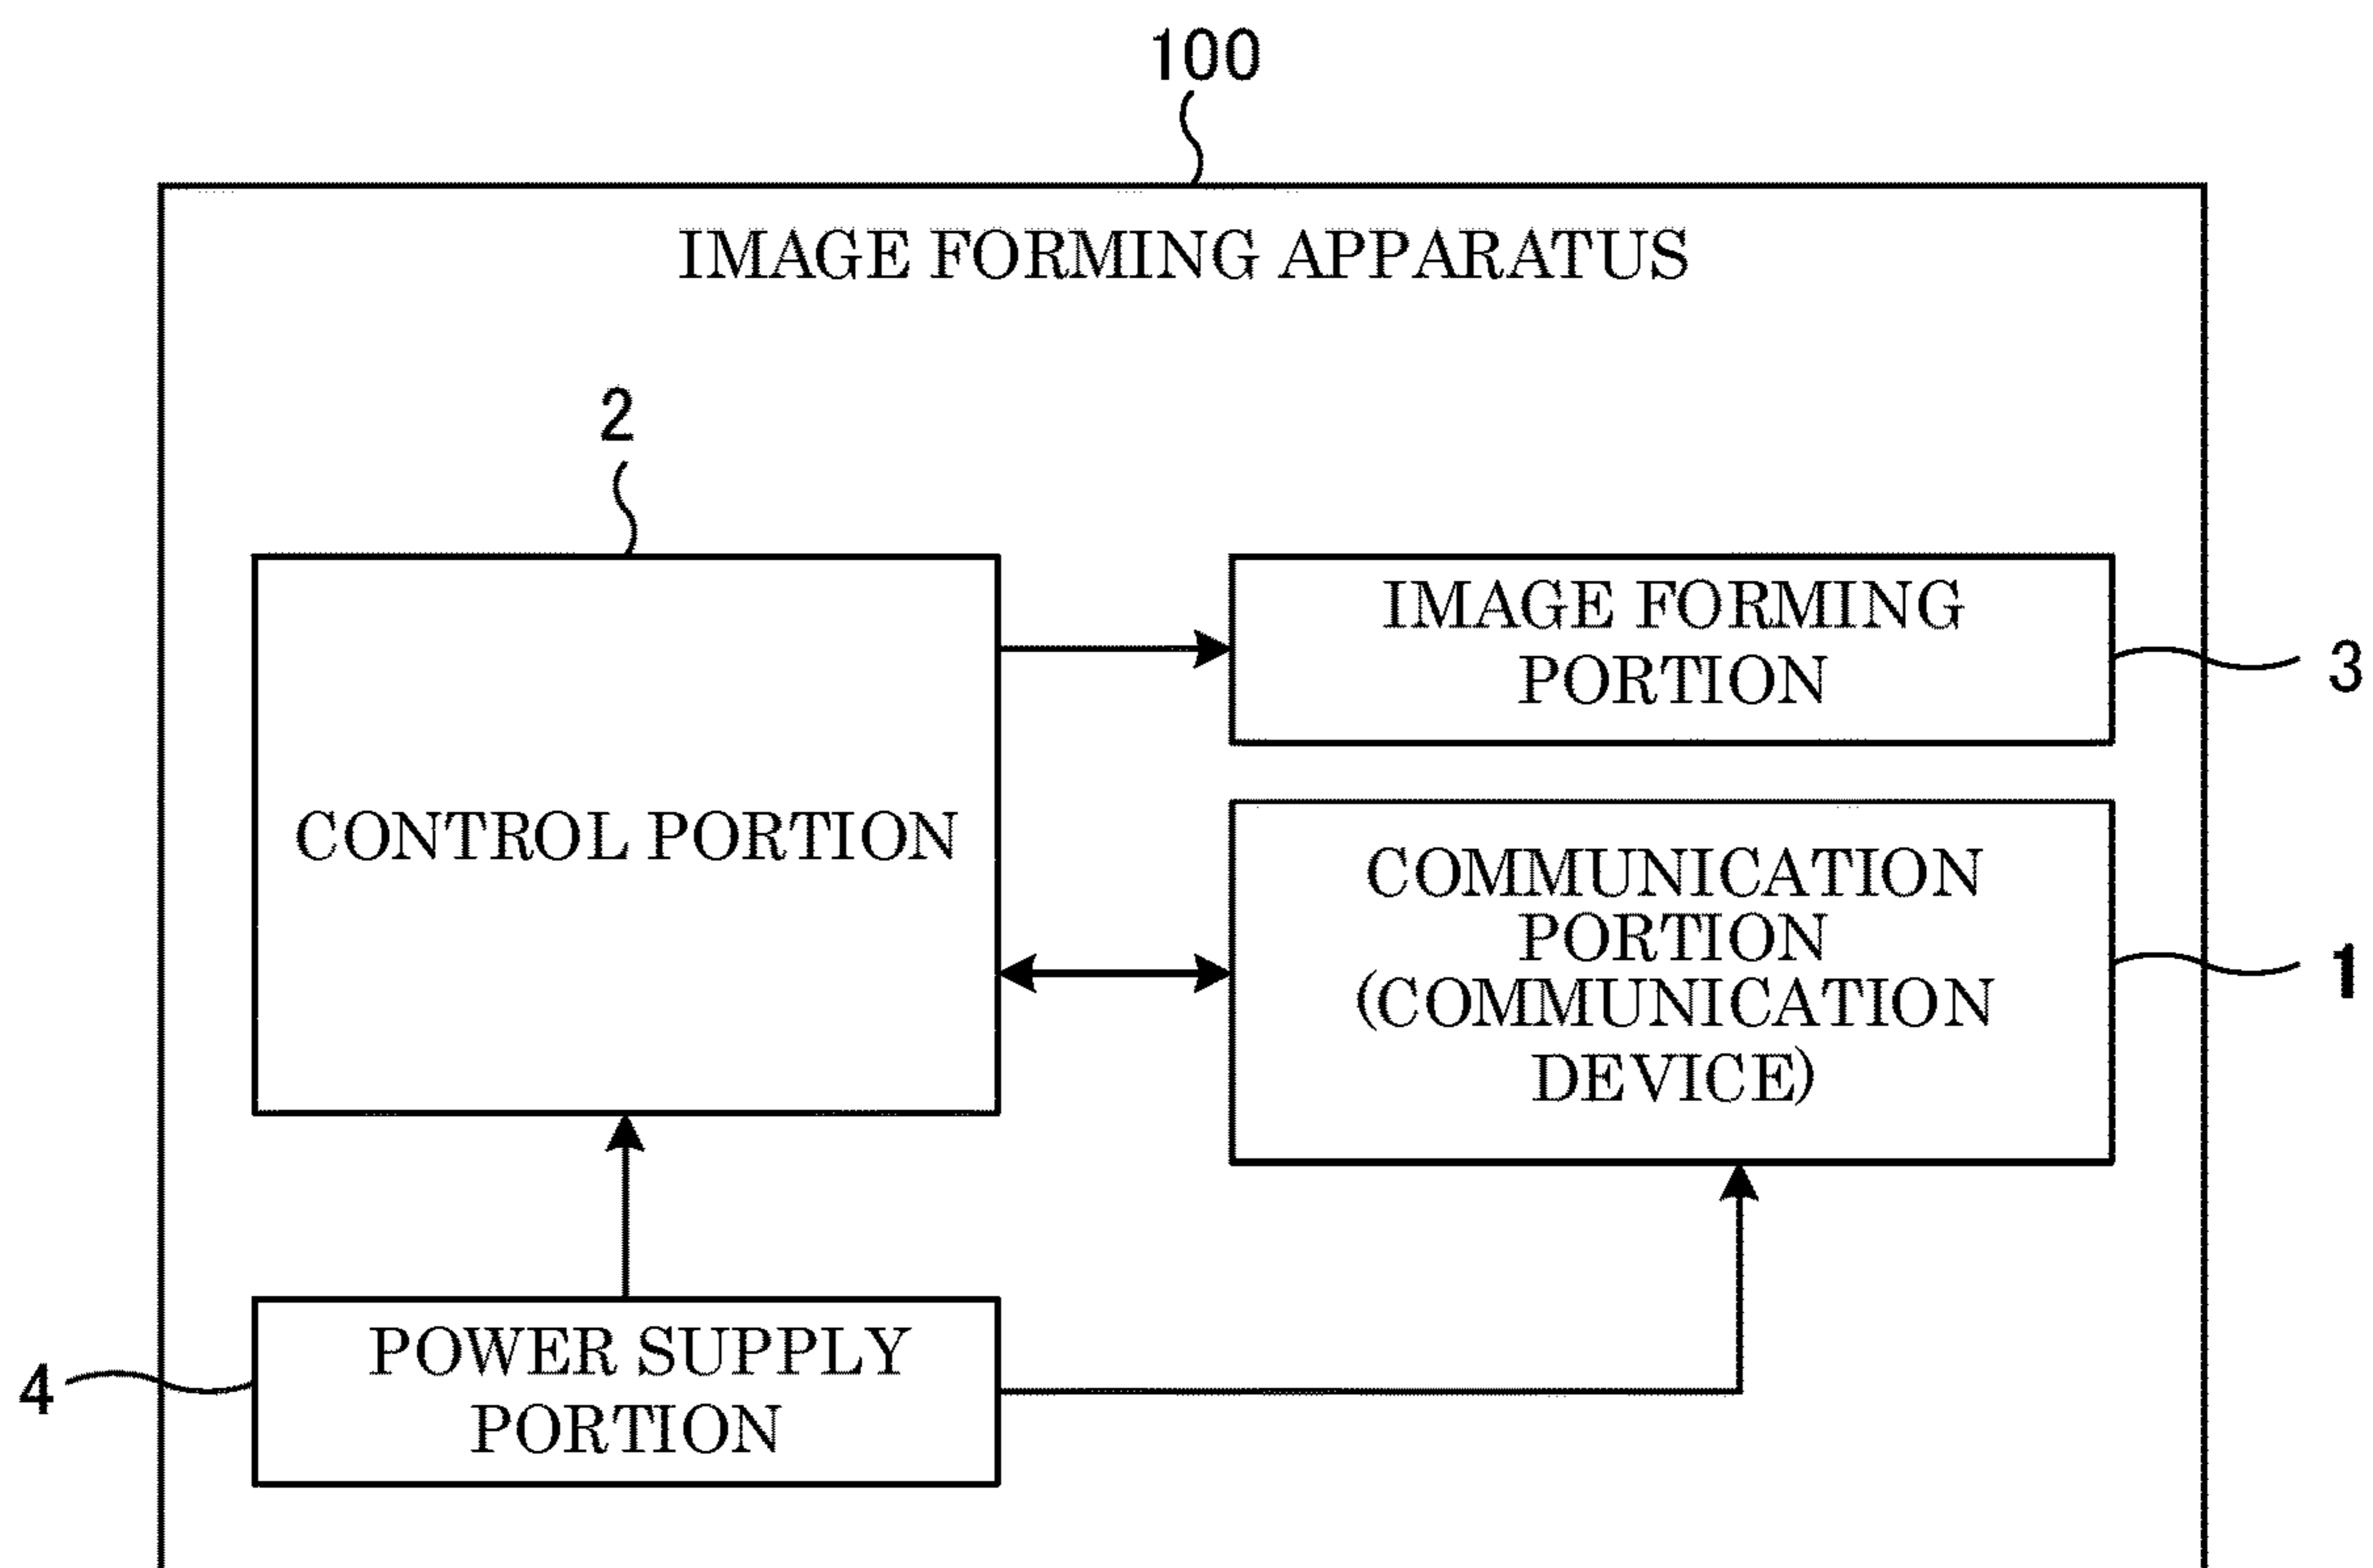 100
IMAGE FORMING APPARATUS
2
IMAGE FORMING
PORTION
3
CONTROL PORTION
COMMUNICATION
PORTION
(COMMUNICATION
DEVICE)
1
POWER SUPPLY
PORTION
4